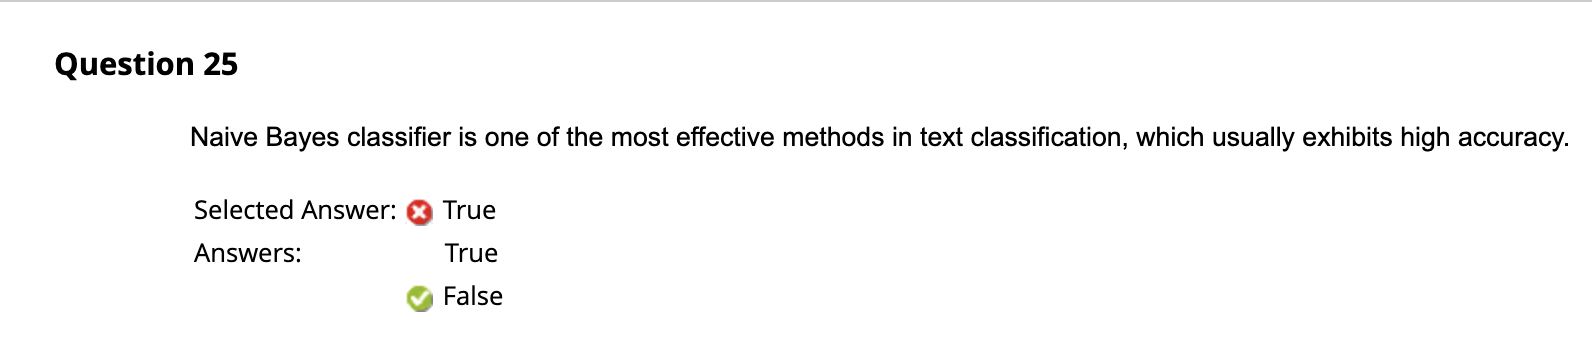 Question 25
Naive Bayes classifier is one of the most effective methods in text classification, which usually exhibits high accuracy.
Selected Answer: True
Answers: True
False